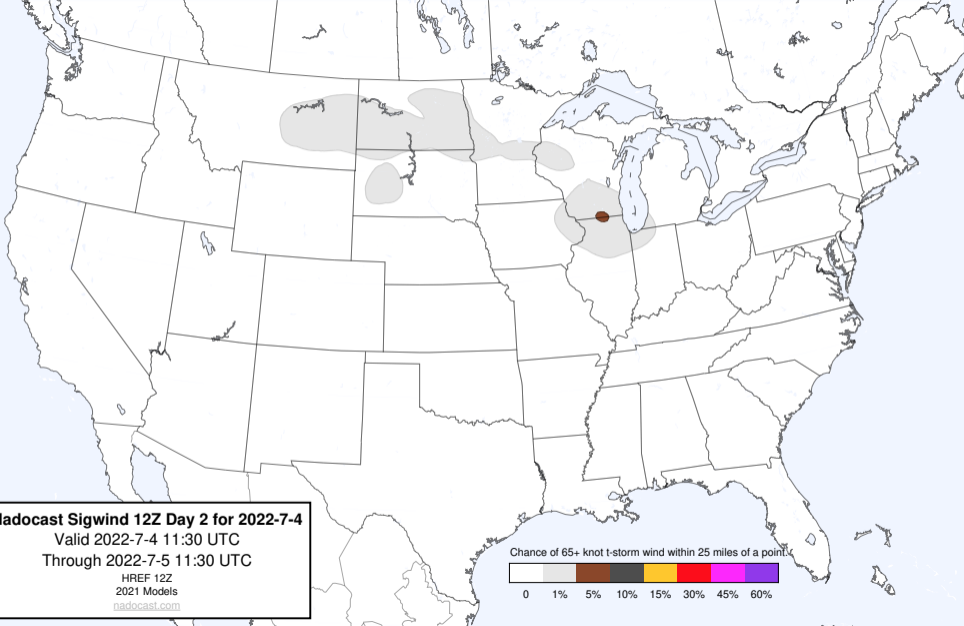 Nadocast Sigwind 12Z Day 2 for 2022-7-4
Valid 2022-7-4 11:30 UTC
Through 2022-7-5 11:30 UTC
HREF 12Z
2021 Models
nadocast.com
Chance of 65+ knot t-storm wind within 25 miles of a point.
0 1% 5% 10% 15% 30% 45% 60%